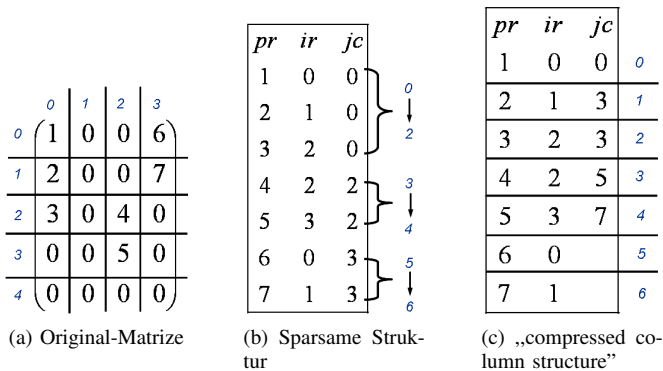 0 1 2 3
0 1 0 0 6
1 2 0 0 7
2 3 0 4 0
3 0 0 5 0
4 0 0 0 0
(a) Original-Matrize
pr ir jc
1 0 0
2 1 0
3 2 0
4 2 2
5 3 2
6 0 3
7 1 3
0
2
3
4
5
6
(b) Sparsame Struk-
tur
pr ir jc
1 0 0 0
2 1 3 1
3 2 3 2
4 2 5 3
5 3 7 4
6 0 5
7 1 6
(c) „compressed co-
lumn structure”